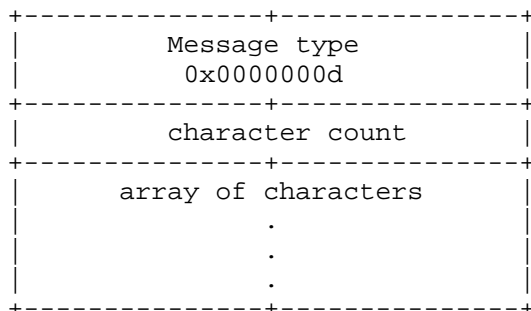 +---------------+---------------+
|         Message type          |
|          0x0000000d           |
+---------------+---------------+
|        character count        |
+---------------+---------------+
|      array of characters      |
|               .               |
|               .               |
|               .               |
+---------------+---------------+